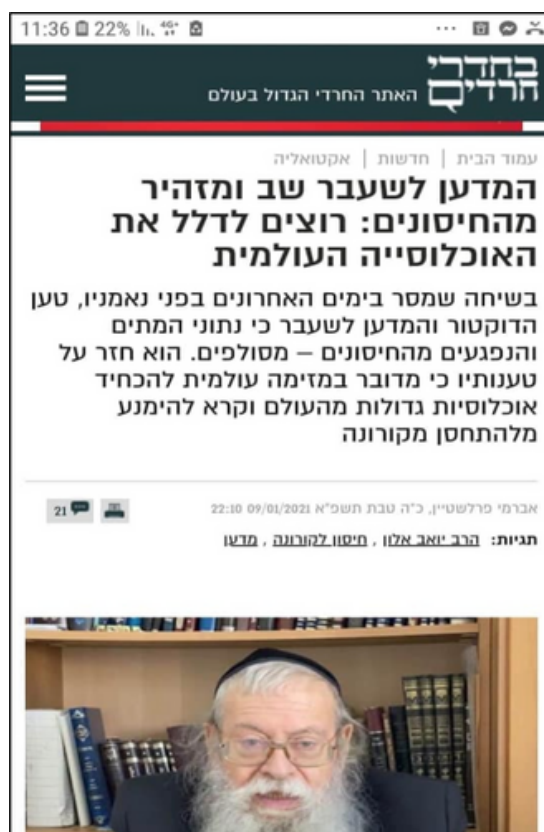 11:36 22% 4G+
בחדרי
חרדים
האתר החרדי הגדול בעולם
עמוד הבית | חדשות | אקטואליה
המדען לשעבר שב ומזהיר
מהחיסונים: רוצים לדלל את
האוכלוסייה העולמית
בשיחה שמסר בימים האחרונים בפני נאמניו, טען
הדוקטור והמדען לשעבר כי נתוני המתים
והנפגעים מהחיסונים – מסולפים. הוא חזר על
טענותיו כי מדובר במזימה עולמית להכחיד
אוכלוסיות גדולות מהעולם וקרא להימנע
מלהתחסן מקורונה
אברמי פרלשטיין, כ"ה טבת תשפ"א 09/01/2021 22:10
21
תגיות: הרב יואב אלון , חיסון לקורונה , מדען